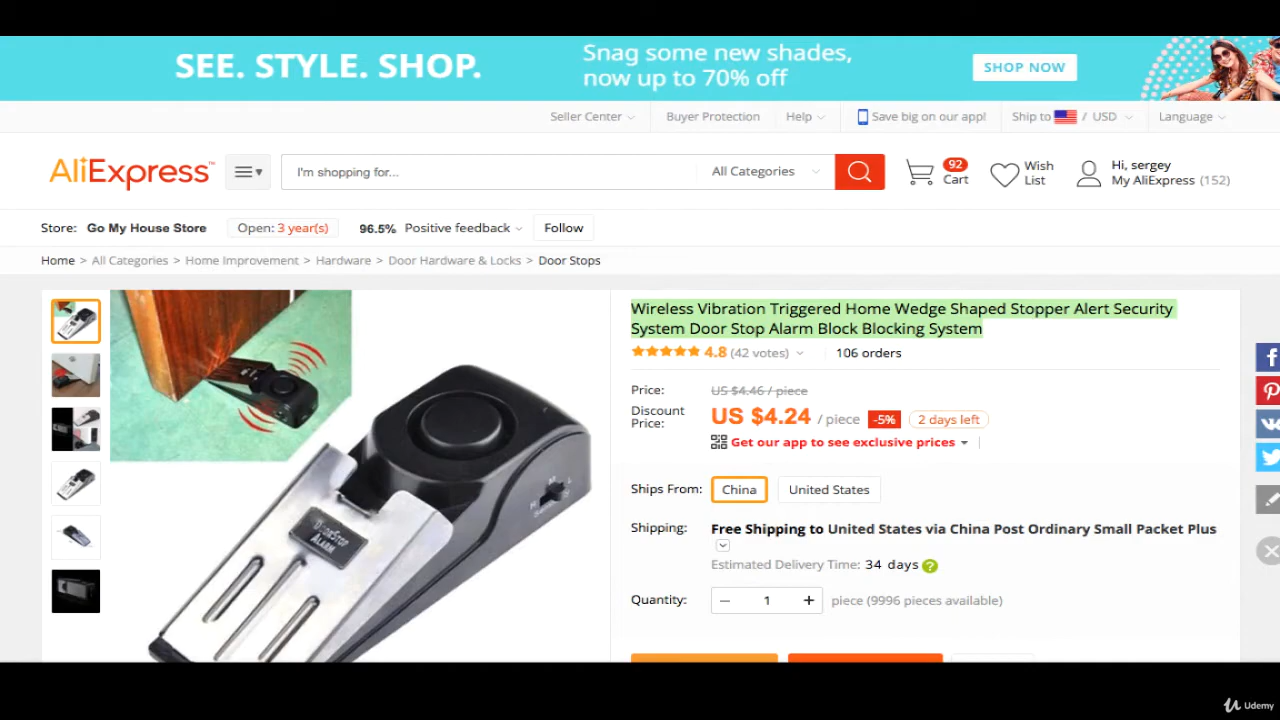 SEE. STYLE. SHOP.
Snag some new shades,
now up to 70% off
SHOP NOW
Seller Center
Buyer Protection
Help
Save big on our app!
Ship to / USD
Language
AliExpress™
I'm shopping for...
All Categories
92
Cart
Wish
List
Hi, sergey
My AliExpress (152)
Store: Go My House Store
Open: 3 year(s)
96.5% Positive feedback
Follow
Home > All Categories > Home Improvement > Hardware > Door Hardware & Locks > Door Stops
Wireless Vibration Triggered Home Wedge Shaped Stopper Alert Security
System Door Stop Alarm Block Blocking System
4.8 (42 votes)
106 orders
Price: US $4.46 / piece
Discount
Price:
US $4.24 / piece -5% 2 days left
Get our app to see exclusive prices
Ships From: China United States
Shipping: Free Shipping to United States via China Post Ordinary Small Packet Plus
Estimated Delivery Time: 34 days ?
Quantity: − 1 + piece (9996 pieces available)
DOORSTOP
ALARM
Udemy